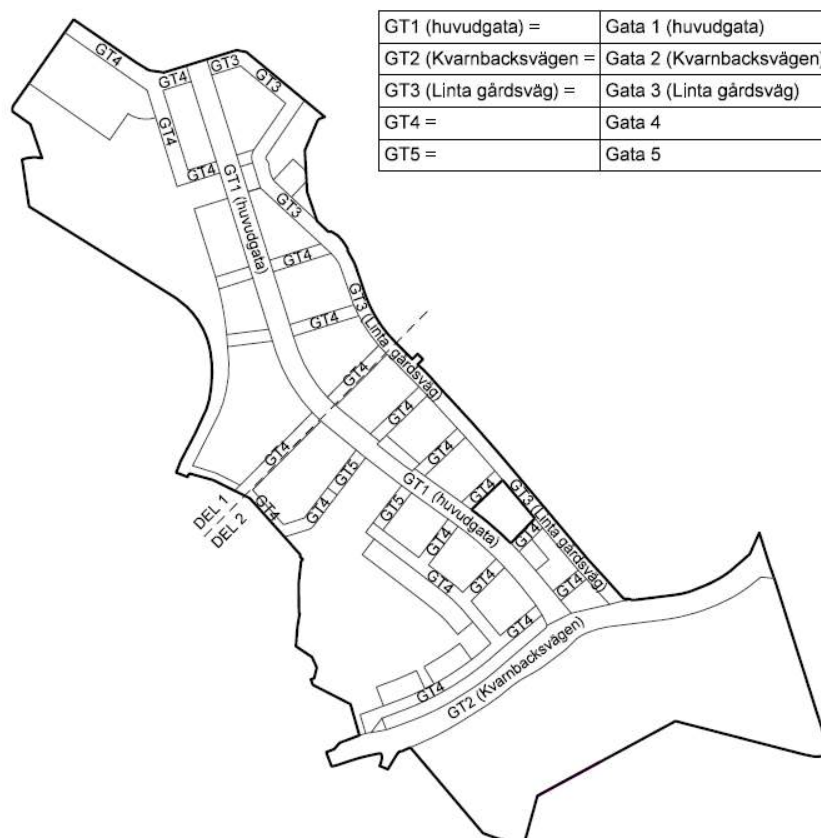 GT1 (huvudgata) = Gata 1 (huvudgata)
GT2 (Kvarnbacksvägen = Gata 2 (Kvarnbacksvägen)
GT3 (Linta gårdsväg) = Gata 3 (Linta gårdsväg)
GT4 = Gata 4
GT5 = Gata 5
GT4
GT3
GT4
GT3
GT4
GT4
GT1 (huvudgata)
GT3
GT4
GT4
GT3 (Linta gårdsväg)
GT4
GT4
GT4
GT4
GT5
GT4
GT1 (huvudgata)
GT3 (Linta gårdsväg)
GT4
GT4
GT5
DEL 1
DEL 2
GT4
GT4
GT4
GT4
GT4
GT4
GT4
GT2 (Kvarnbacksvägen)